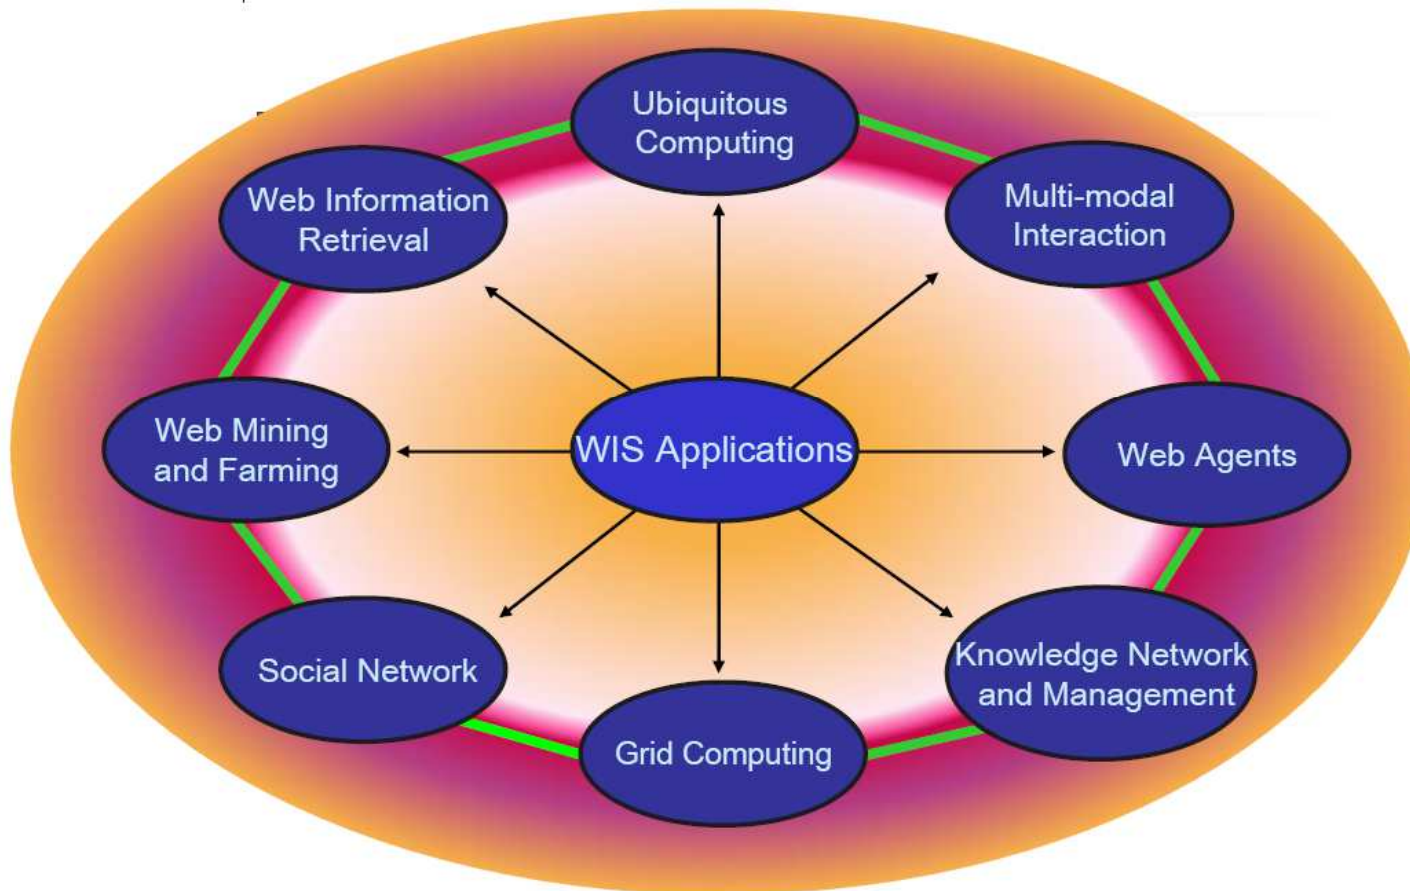 Ubiquitous
Computing
Web Information
Retrieval
Multi-modal
Interaction
Web Mining
and Farming
WIS Applications
Web Agents
Social Network
Knowledge Network
and Management
Grid Computing